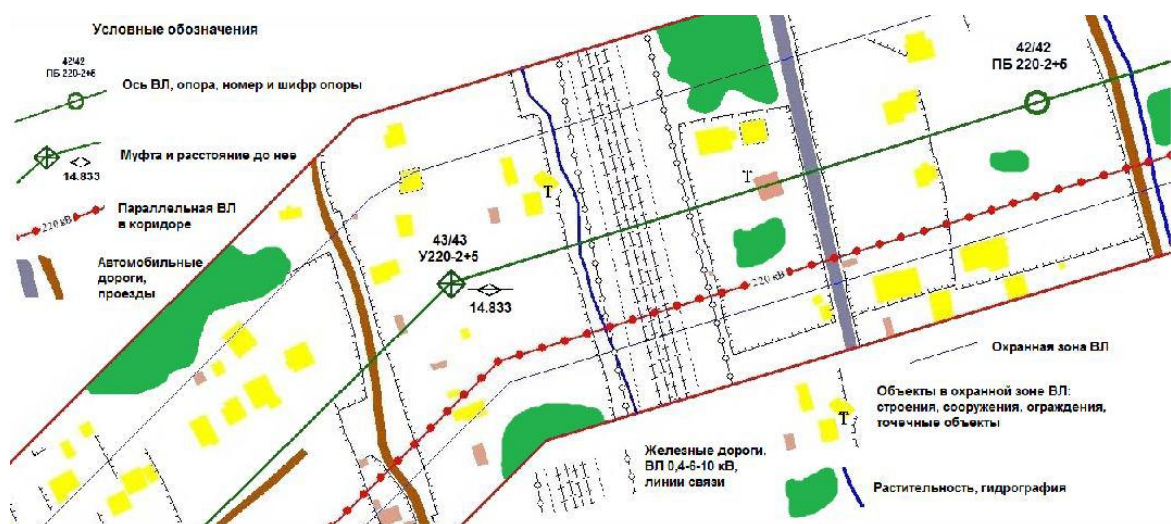 Условные обозначения
42/42
ПБ 220-2+б
Ось ВЛ, опора, номер и шифр опоры
14.833
Муфта и расстояние до нее
220 кВ
Параллельная ВЛ
в коридоре
Автомобильные
дороги,
проезды
43/43
У220-2+5
14.833
Т
Т
220 кВ
42/42
ПБ 220-2+б
Охранная зона ВЛ
Т
Объекты в охранной зоне ВЛ:
строения, сооружения, ограждения,
точечные объекты
Железные дороги.
ВЛ 0,4-6-10 кВ,
линии связи
Растительность, гидрография